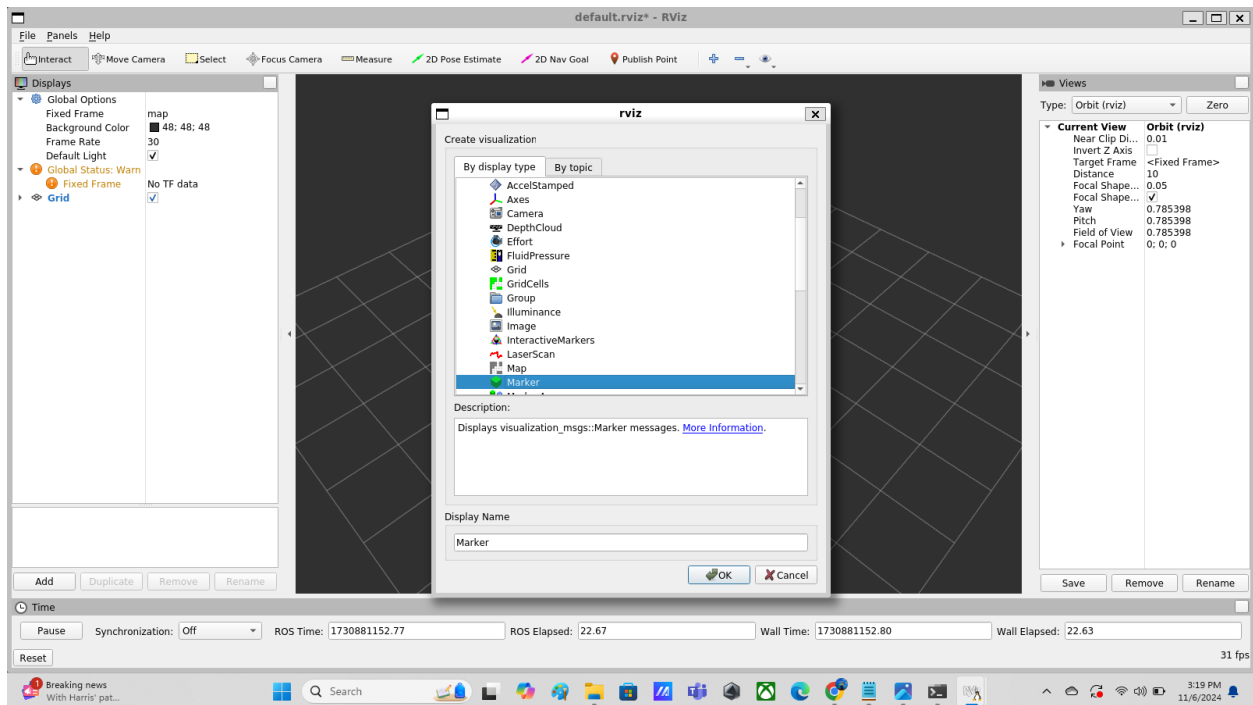 default.rviz* - RViz
File Panels Help
Interact Move Camera Select Focus Camera Measure 2D Pose Estimate 2D Nav Goal Publish Point
Displays
Global Options
Fixed Frame map
Background Color 48; 48; 48
Frame Rate 30
Default Light
Global Status: Warn
Fixed Frame No TF data
Grid
Add Duplicate Remove Rename
rviz
Create visualization
By display type By topic
AccelStamped
Axes
Camera
DepthCloud
Effort
FluidPressure
Grid
GridCells
Group
Illuminance
Image
InteractiveMarkers
LaserScan
Map
Marker
Description:
Displays visualization_msgs::Marker messages. More Information.
Display Name
Marker
OK Cancel
Views
Type: Orbit (rviz) Zero
Current View Orbit (rviz)
Near Clip Di... 0.01
Invert Z Axis
Target Frame <Fixed Frame>
Distance 10
Focal Shape... 0.05
Focal Shape...
Yaw 0.785398
Pitch 0.785398
Field of View 0.785398
Focal Point 0; 0; 0
Save Remove Rename
Time
Pause Synchronization: Off ROS Time: 1730881152.77 ROS Elapsed: 22.67 Wall Time: 1730881152.80 Wall Elapsed: 22.63
Reset 31 fps
1 Breaking news
With Harris' pat...
Search
3:19 PM
11/6/2024